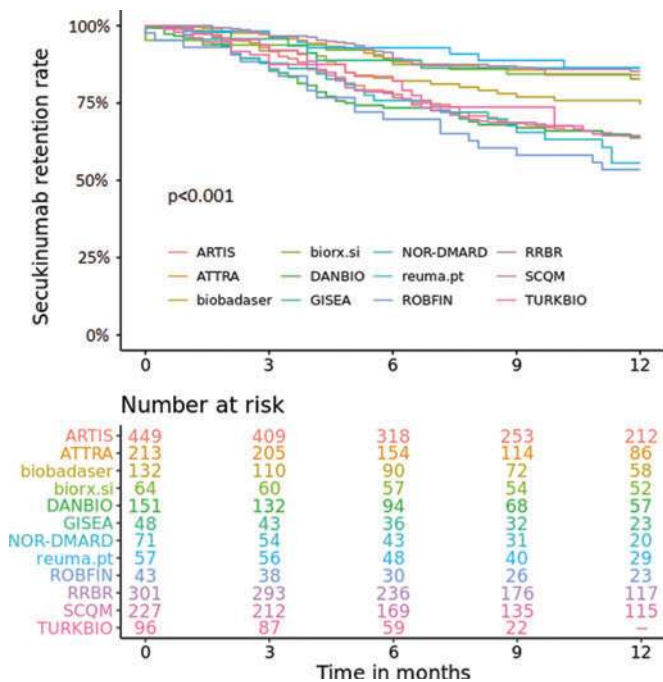 Secukinumab retention rate
100%
75%
50%
25%
0%
p<0.001
ARTIS biorx.si NOR-DMARD RRBR
ATTRA DANBIO reuma.pt SCQM
biobadaser GISEA ROBFIN TURKBIO
0 3 6 9 12
Number at risk
ARTIS 449 409 318 253 212
ATTRA 213 205 154 114 86
biobadaser 132 110 90 72 58
biorx.si 64 60 57 54 52
DANBIO 151 132 94 68 57
GISEA 48 43 36 32 23
NOR-DMARD 71 54 43 31 20
reuma.pt 57 56 48 40 29
ROBFIN 43 38 30 26 23
RRBR 301 293 236 176 117
SCQM 227 212 169 135 115
TURKBIO 96 87 59 22 –
0 3 6 9 12
Time in months